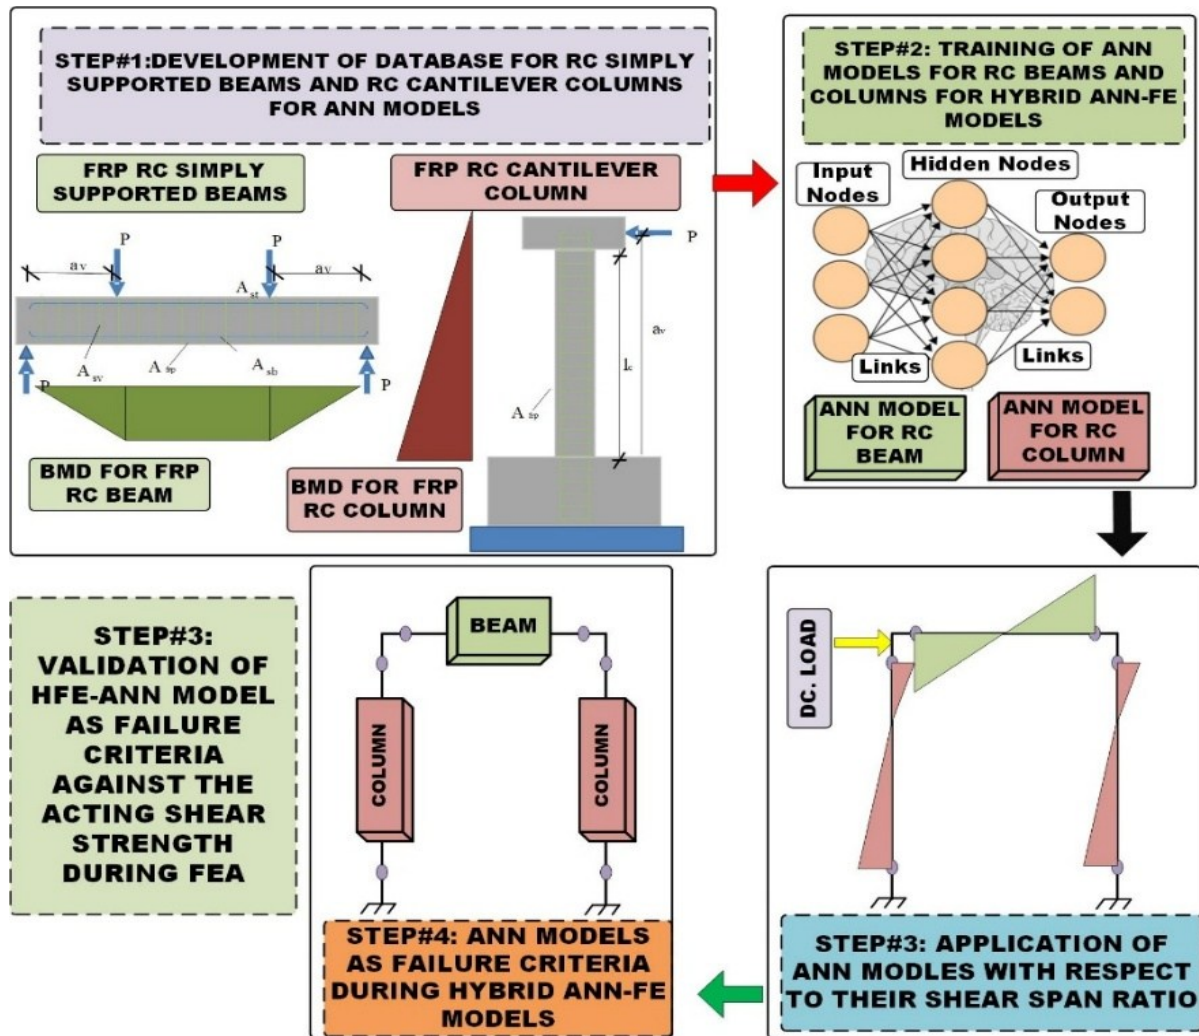 STEP#1:DEVELOPMENT OF DATABASE FOR RC SIMPLY
SUPPORTED BEAMS AND RC CANTILEVER COLUMNS
FOR ANN MODELS
FRP RC SIMPLY
SUPPORTED BEAMS
FRP RC CANTILEVER
COLUMN
P
P
av
av
Ast
Asv
Asp
Asb
P
P
BMD FOR FRP
RC BEAM
BMD FOR FRP
RC COLUMN
P
av
lc
Asp
STEP#2: TRAINING OF ANN
MODELS FOR RC BEAMS AND
COLUMNS FOR HYBRID ANN-FE
MODELS
Input
Nodes
Hidden Nodes
Output
Nodes
Links
Links
ANN MODEL
FOR RC
BEAM
ANN MODEL
FOR RC
COLUMN
DC. LOAD
STEP#3: APPLICATION OF
ANN MODLES WITH RESPECT
TO THEIR SHEAR SPAN RATIO
BEAM
COLUMN
COLUMN
STEP#4: ANN MODELS
AS FAILURE CRITERIA
DURING HYBRID ANN-FE
MODELS
STEP#3:
VALIDATION OF
HFE-ANN MODEL
AS FAILURE
CRITERIA
AGAINST THE
ACTING SHEAR
STRENGTH
DURING FEA